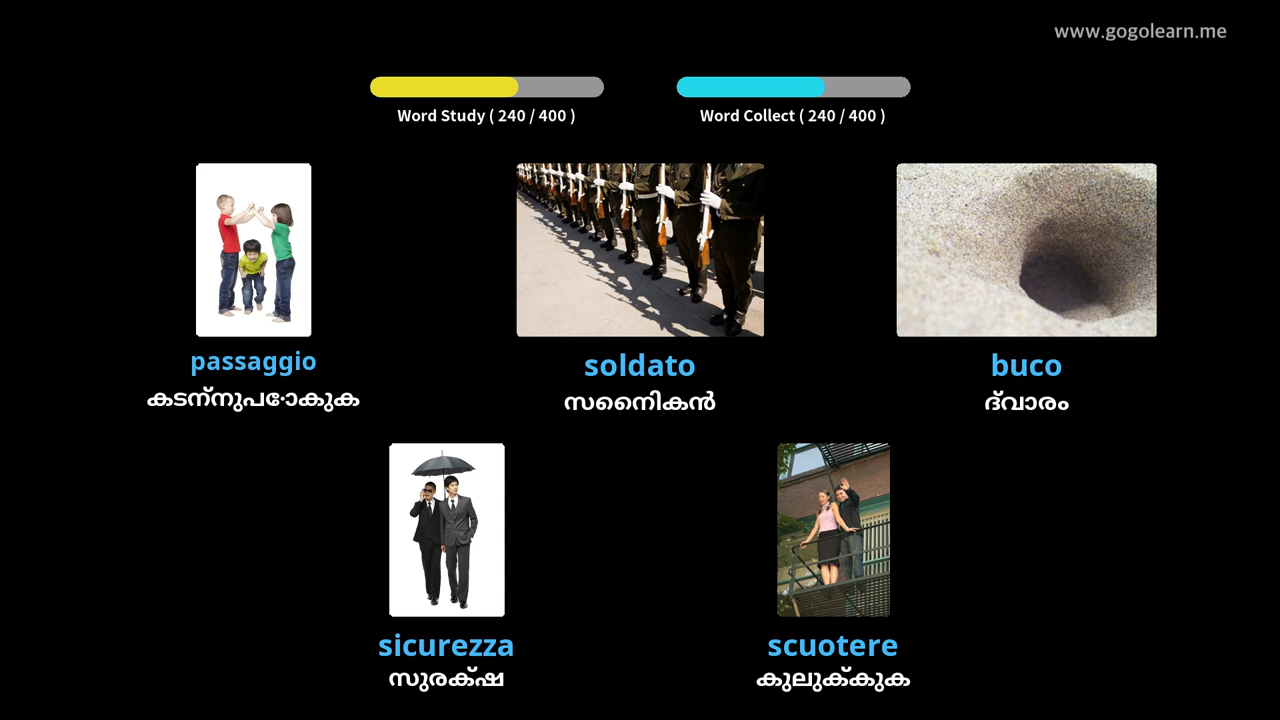 www.gogolearn.me
Word Study ( 240 / 400 )
Word Collect ( 240 / 400 )
passaggio
കടന്നുപോകുക
soldato
സൈനികൻ
buco
ദ്വാരം
sicurezza
സുരക്ഷ
scuotere
കുലുക്കുക